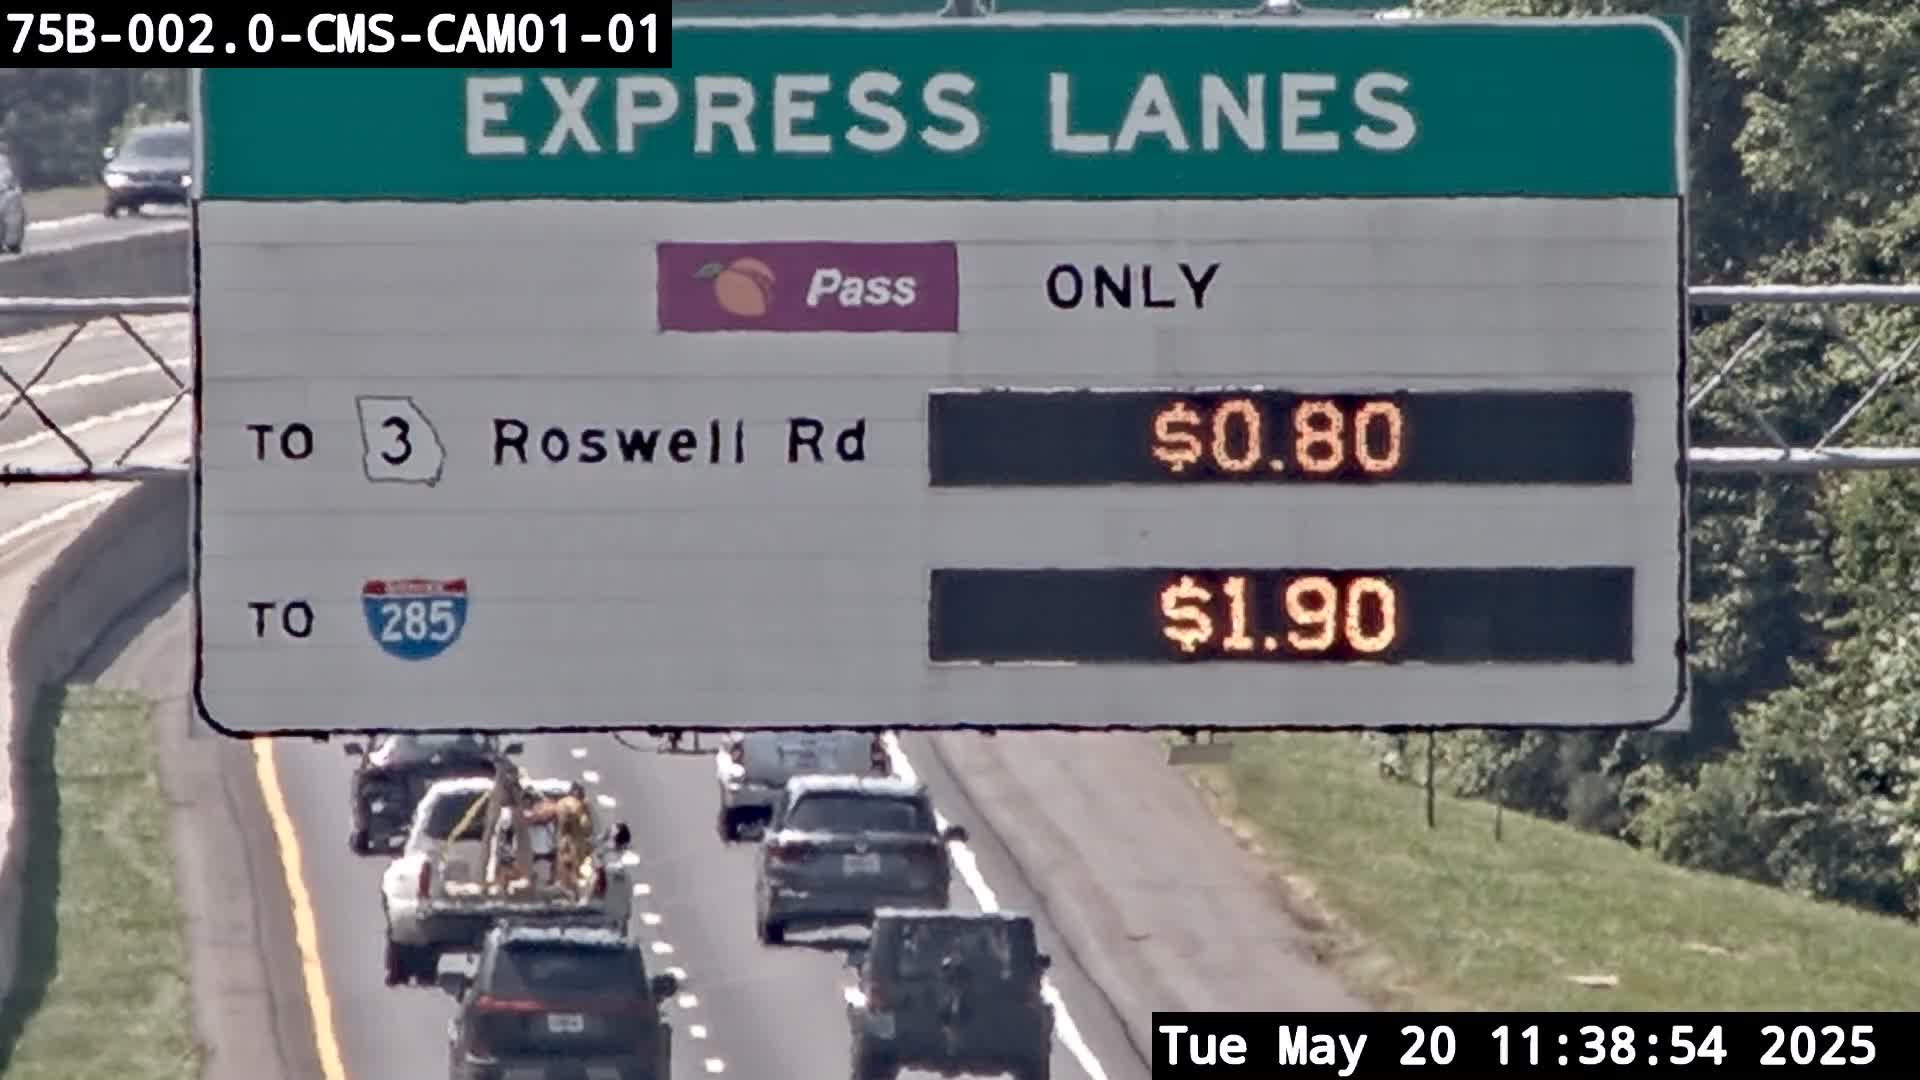 75B-002.0-CMS-CAM01-01
EXPRESS LANES
Pass ONLY
TO 3 Roswell Rd $0.80
TO 285 $1.90
Tue May 20 11:38:54 2025